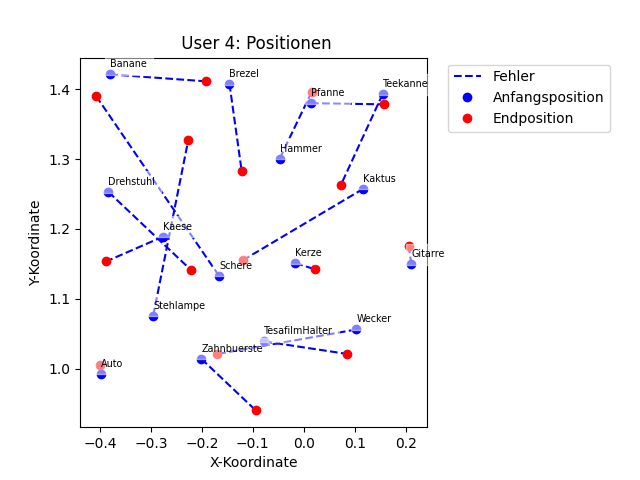 User 4: Positionen
Fehler
Anfangsposition
Endposition
Banane
Brezel
Pfanne
Teekanne
Hammer
Drehstuhl
Kaktus
Kaese
Schere
Kerze
Gitarre
Stehlampe
Wecker
TesafilmHalter
Zahnbuerste
Auto
Y-Koordinate
1.4
1.3
1.2
1.1
1.0
−0.4 −0.3 −0.2 −0.1 0.0 0.1 0.2
X-Koordinate